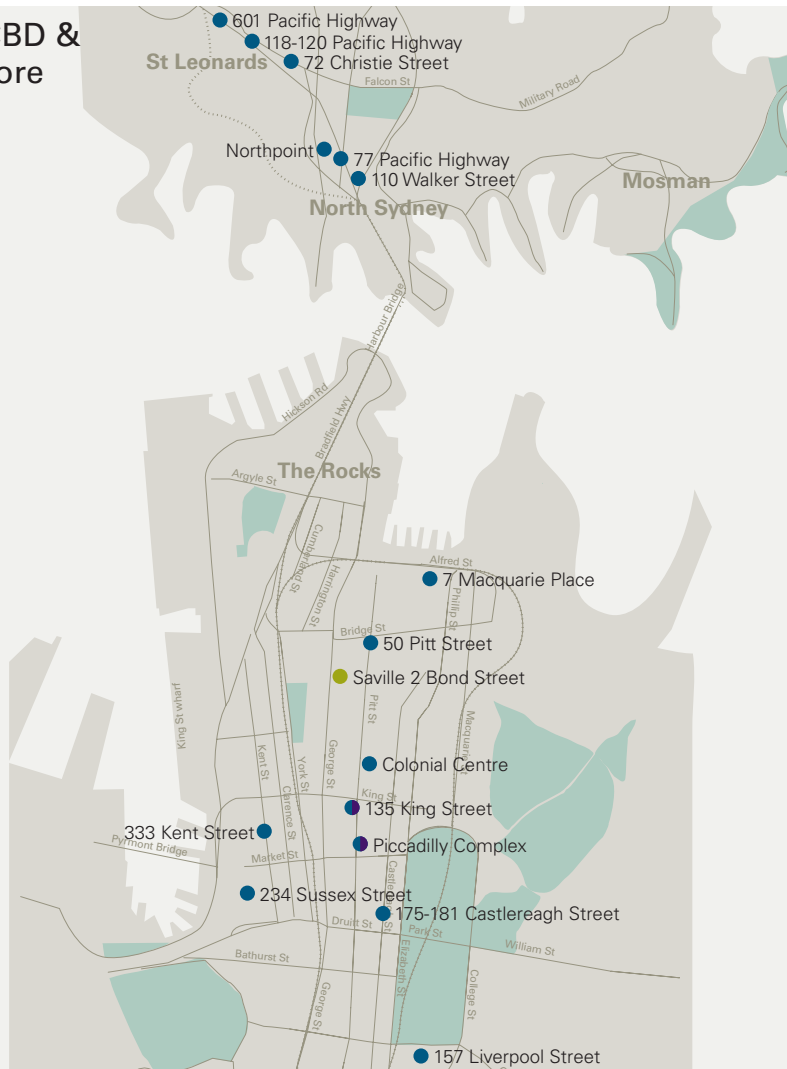 BD &
ore
601 Pacific Highway
118-120 Pacific Highway
St Leonards
72 Christie Street
Falcon St
Military Road
Northpoint
77 Pacific Highway
110 Walker Street
Mosman
North Sydney
Harbour Bridge
Hickson Rd
Bradfield Hwy
The Rocks
Argyle St
Cumberland St
Harrington St
Alfred St
7 Macquarie Place
Phillip St
Bridge St
50 Pitt Street
Saville 2 Bond Street
King St wharf
Pitt St
Macquarie St
George St
Kent St
York St
Colonial Centre
Clarence St
King St
135 King Street
333 Kent Street
Pyrmont Bridge
Piccadilly Complex
Market St
Castlereagh St
234 Sussex Street
175-181 Castlereagh Street
Druitt St
Park St
William St
Bathurst St
Elizabeth St
College St
George St
157 Liverpool Street